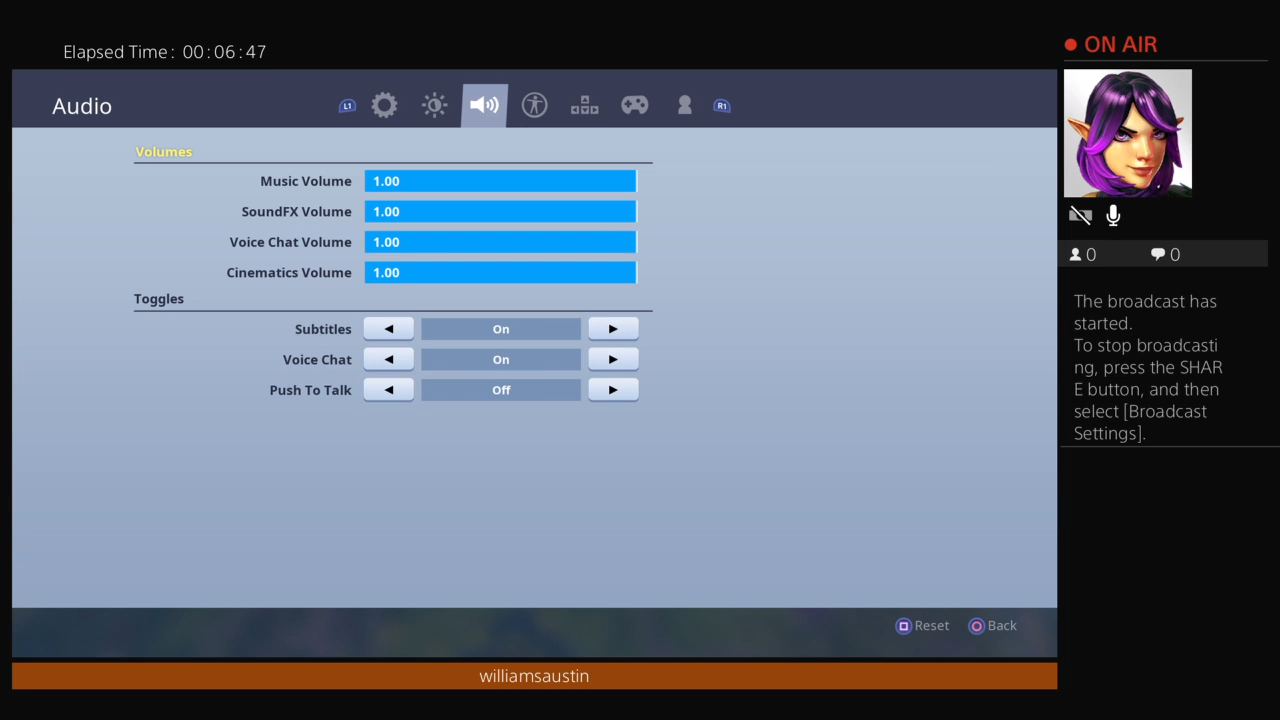 Elapsed Time: 00:06:47
ON AIR
Audio
L1
R1
Volumes
Music Volume 1.00
SoundFX Volume 1.00
Voice Chat Volume 1.00
Cinematics Volume 1.00
Toggles
Subtitles On
Voice Chat On
Push To Talk Off
0 0
The broadcast has
started.
To stop broadcasti
ng, press the SHAR
E button, and then
select [Broadcast
Settings].
Reset Back
williamsaustin